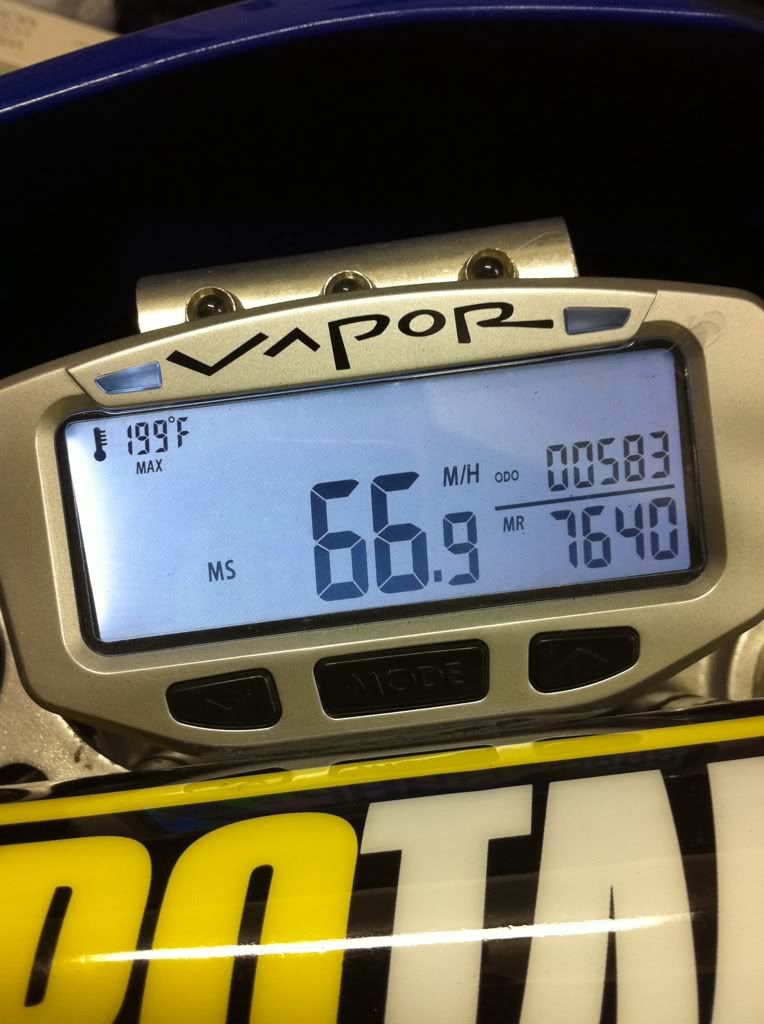 VAPOR
199°F
MAX
MS 66.9 M/H
ODO 00583
MR 7640
MODE